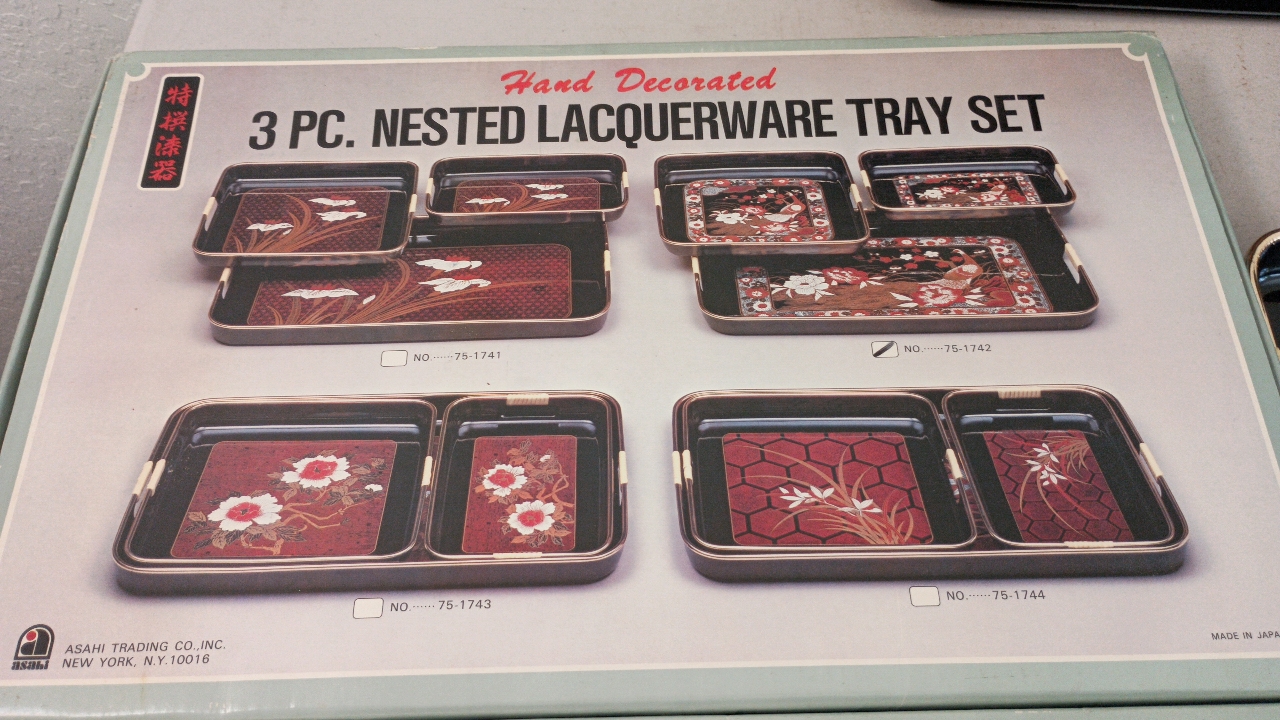 Hand Decorated
3 PC. NESTED LACQUERWARE TRAY SET
特撰漆器
NO.······75-1741
NO.······75-1742
NO.······75-1743
NO.······75-1744
asahi
ASAHI TRADING CO.,INC.
NEW YORK, N.Y. 10016
MADE IN JAPA